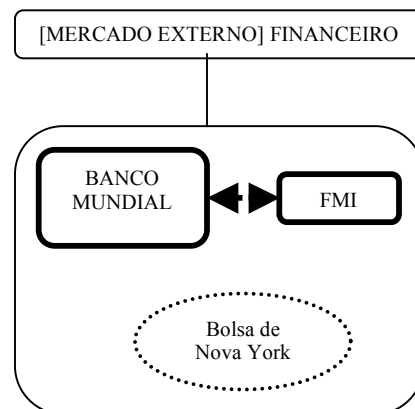 [MERCADO EXTERNO] FINANCEIRO
BANCO
MUNDIAL
FMI
Bolsa de
Nova York